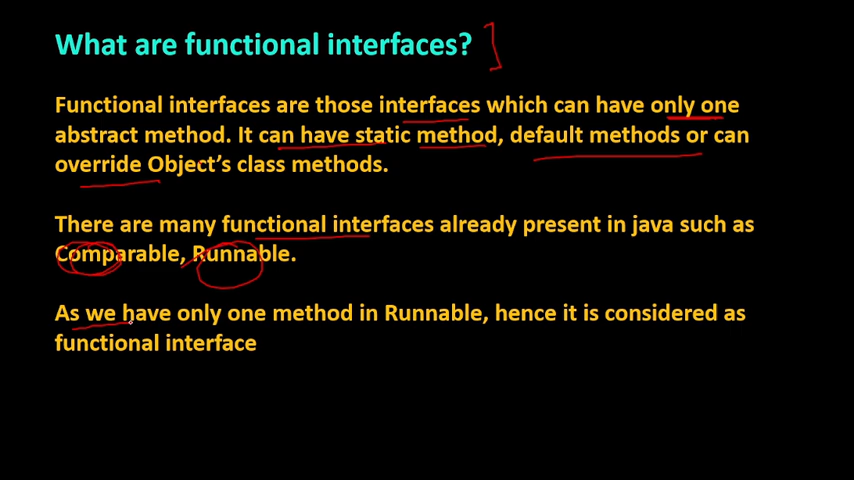 What are functional interfaces?
Functional interfaces are those interfaces which can have only one
abstract method. It can have static method, default methods or can
override Object's class methods.
There are many functional interfaces already present in java such as
Comparable, Runnable.
As we have only one method in Runnable, hence it is considered as
functional interface